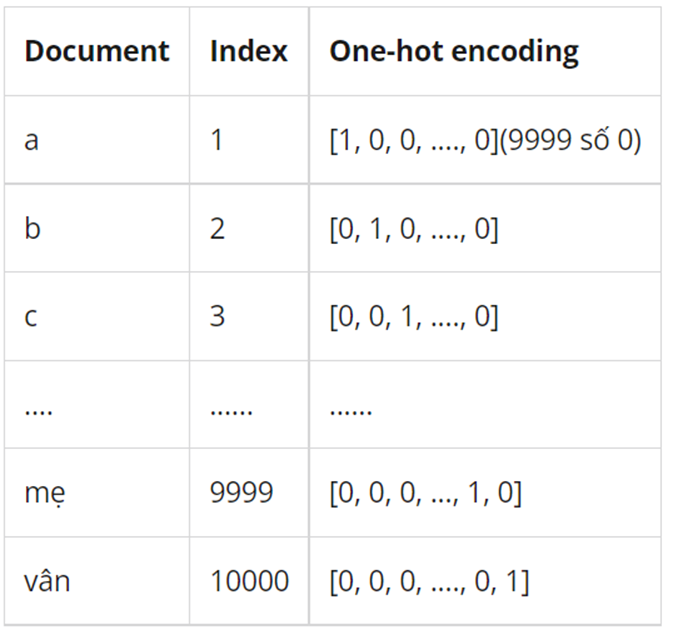 Document Index One-hot encoding
a 1 [1, 0, 0, ...., 0](9999 số 0)
b 2 [0, 1, 0, ...., 0]
c 3 [0, 0, 1, ...., 0]
.... ...... ......
mẹ 9999 [0, 0, 0, ..., 1, 0]
vân 10000 [0, 0, 0, ...., 0, 1]